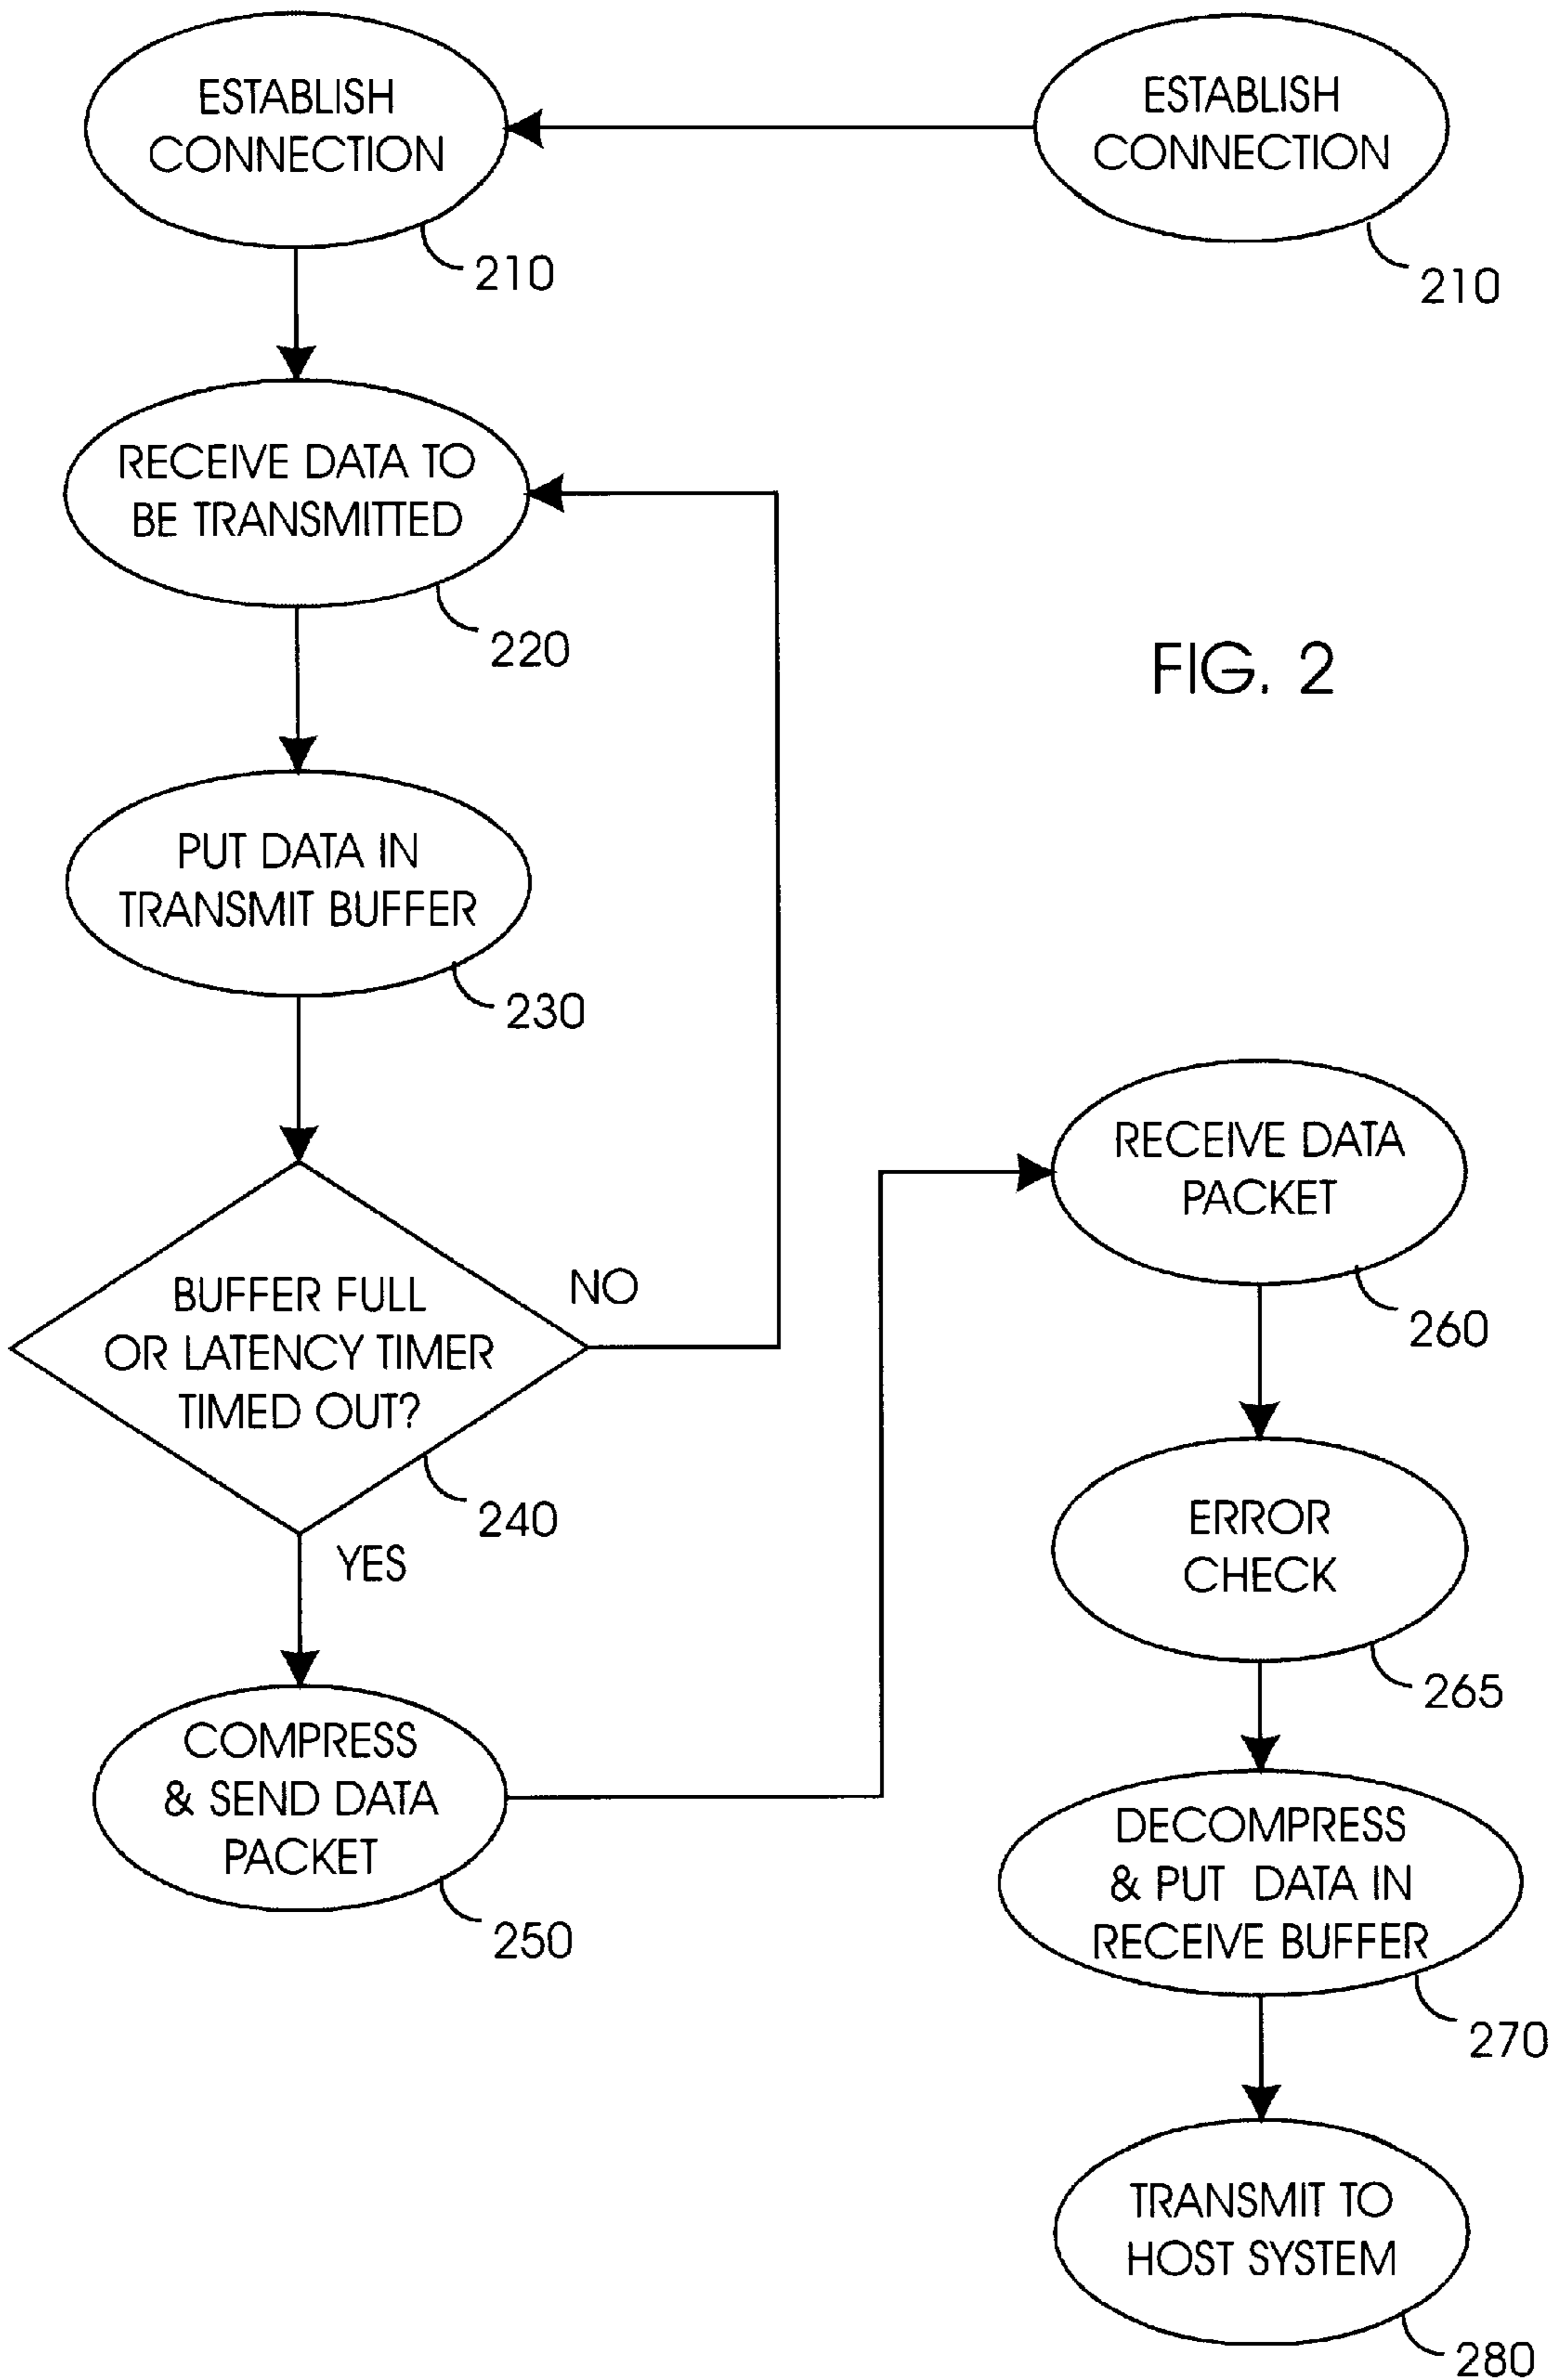 ESTABLISH
CONNECTION
210
ESTABLISH
CONNECTION
210
RECEIVE DATA TO
BE TRANSMITTED
220
FIG. 2
PUT DATA IN
TRANSMIT BUFFER
230
BUFFER FULL
OR LATENCY TIMER
TIMED OUT?
NO
240
YES
COMPRESS
& SEND DATA
PACKET
250
RECEIVE DATA
PACKET
260
ERROR
CHECK
265
DECOMPRESS
& PUT DATA IN
RECEIVE BUFFER
270
TRANSMIT TO
HOST SYSTEM
280